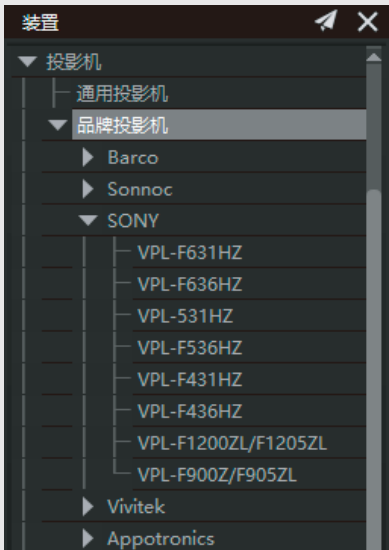 装置
投影机
通用投影机
品牌投影机
Barco
Sonnoc
SONY
VPL-F631HZ
VPL-F636HZ
VPL-531HZ
VPL-F536HZ
VPL-F431HZ
VPL-F436HZ
VPL-F1200ZL/F1205ZL
VPL-F900Z/F905ZL
Vivitek
Appotronics